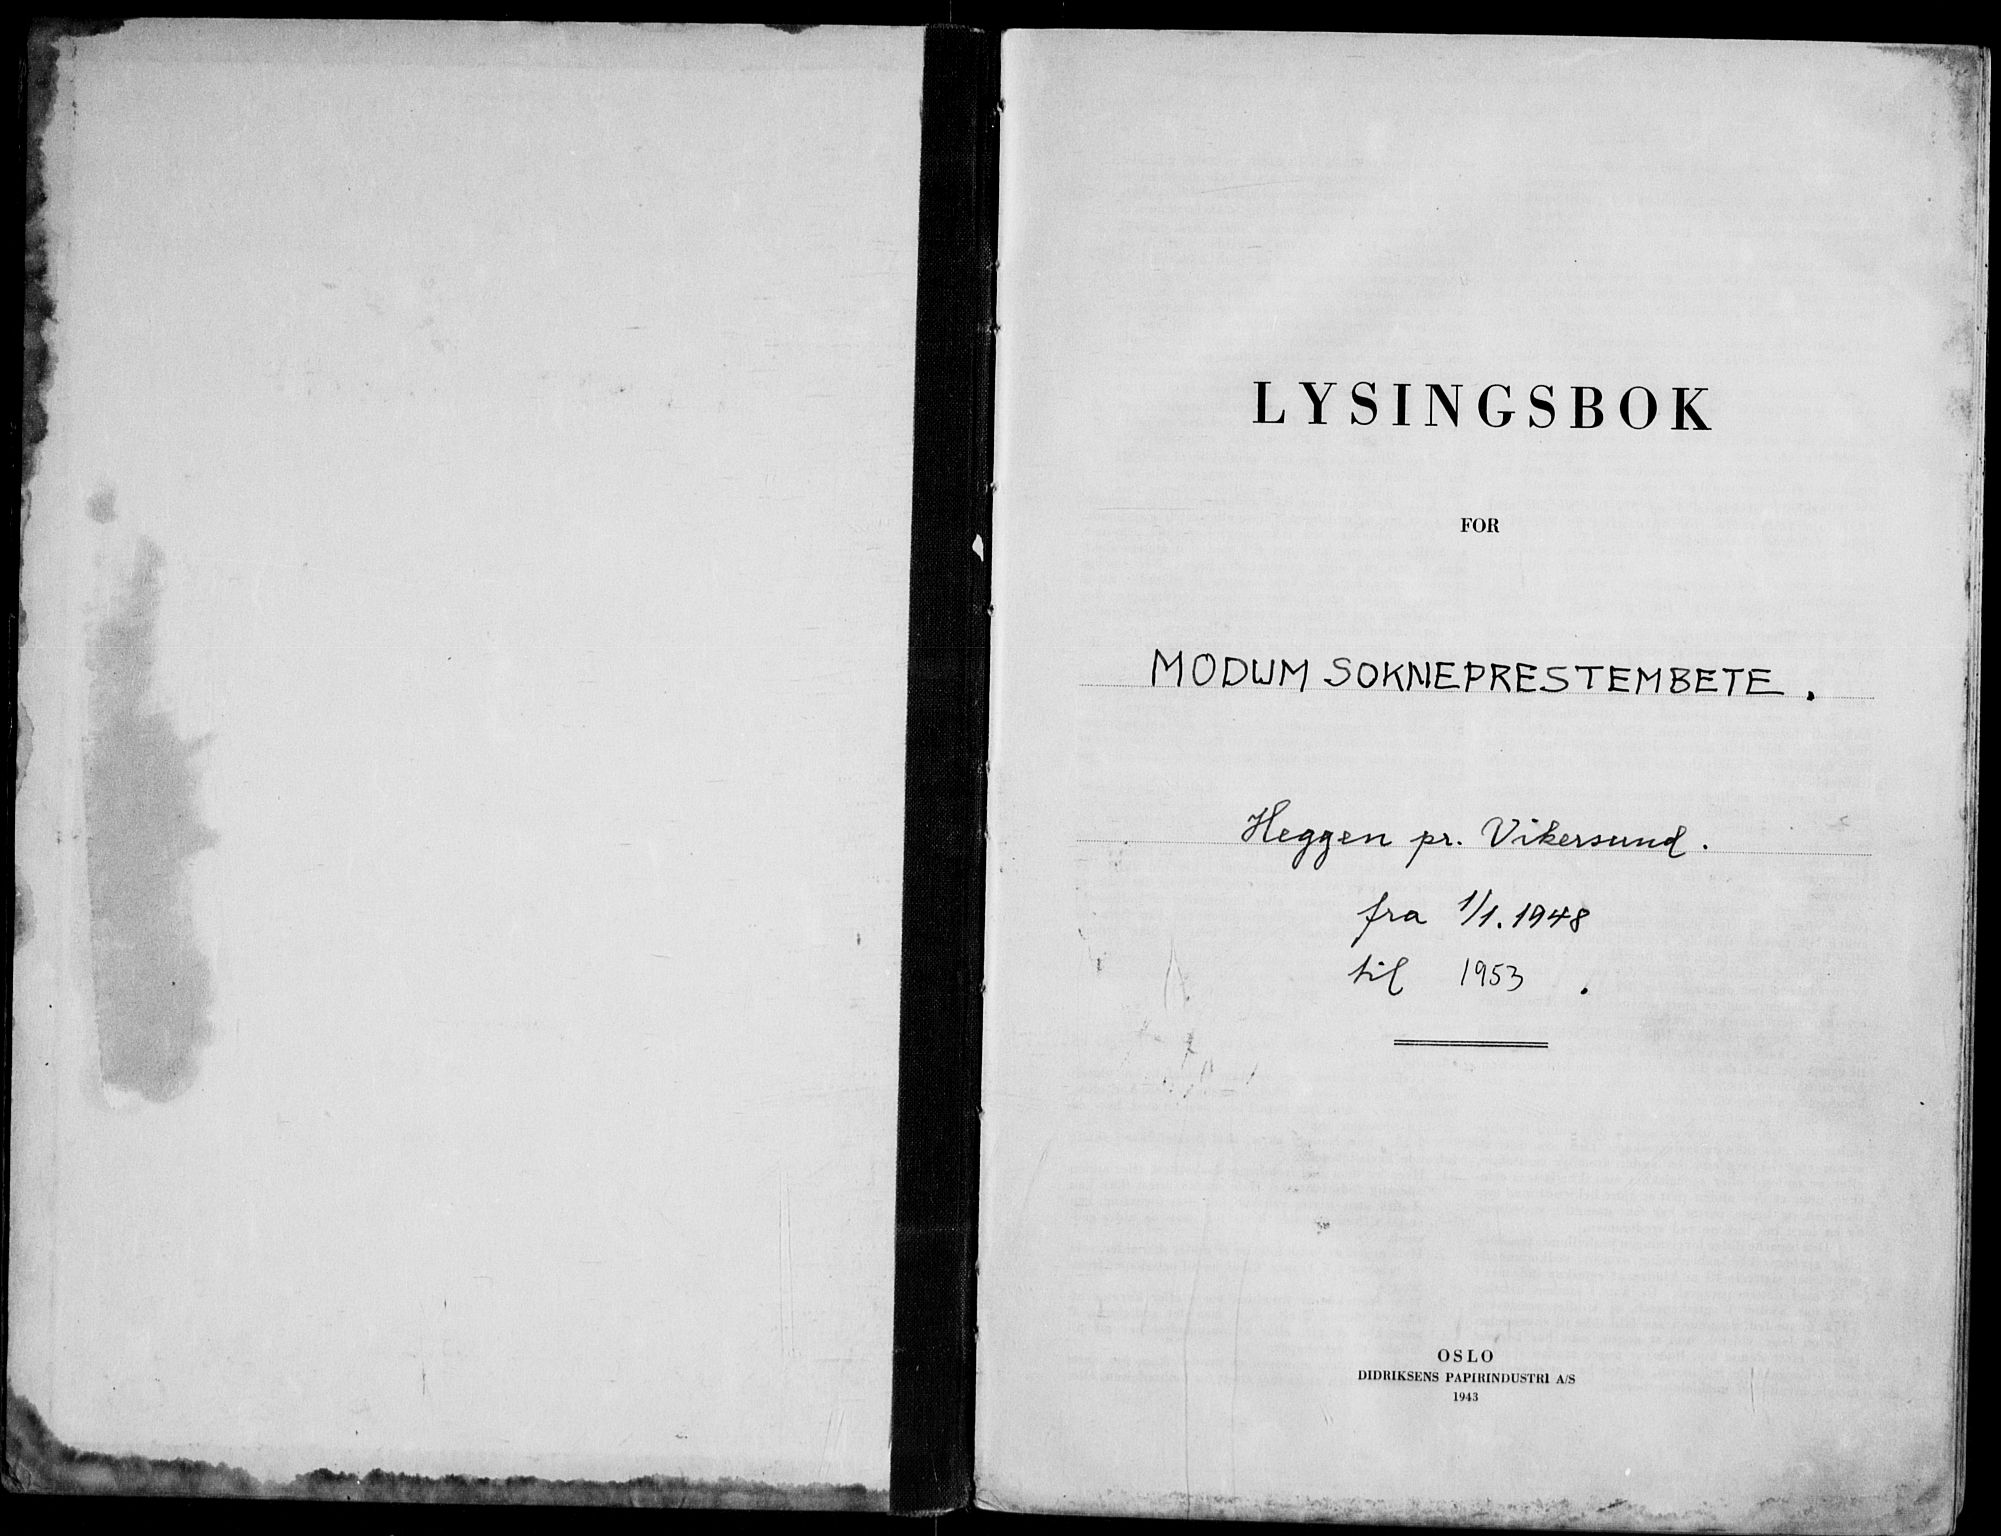 LYSINGSBOK
FOR
MODUM SOKNEPRESTEMBETE.
Heggen pr. Vikersund.
fra 1/1. 1948
til 1953.
OSLO
DIDRIKSENS PAPIRINDUSTRI A/S
1943